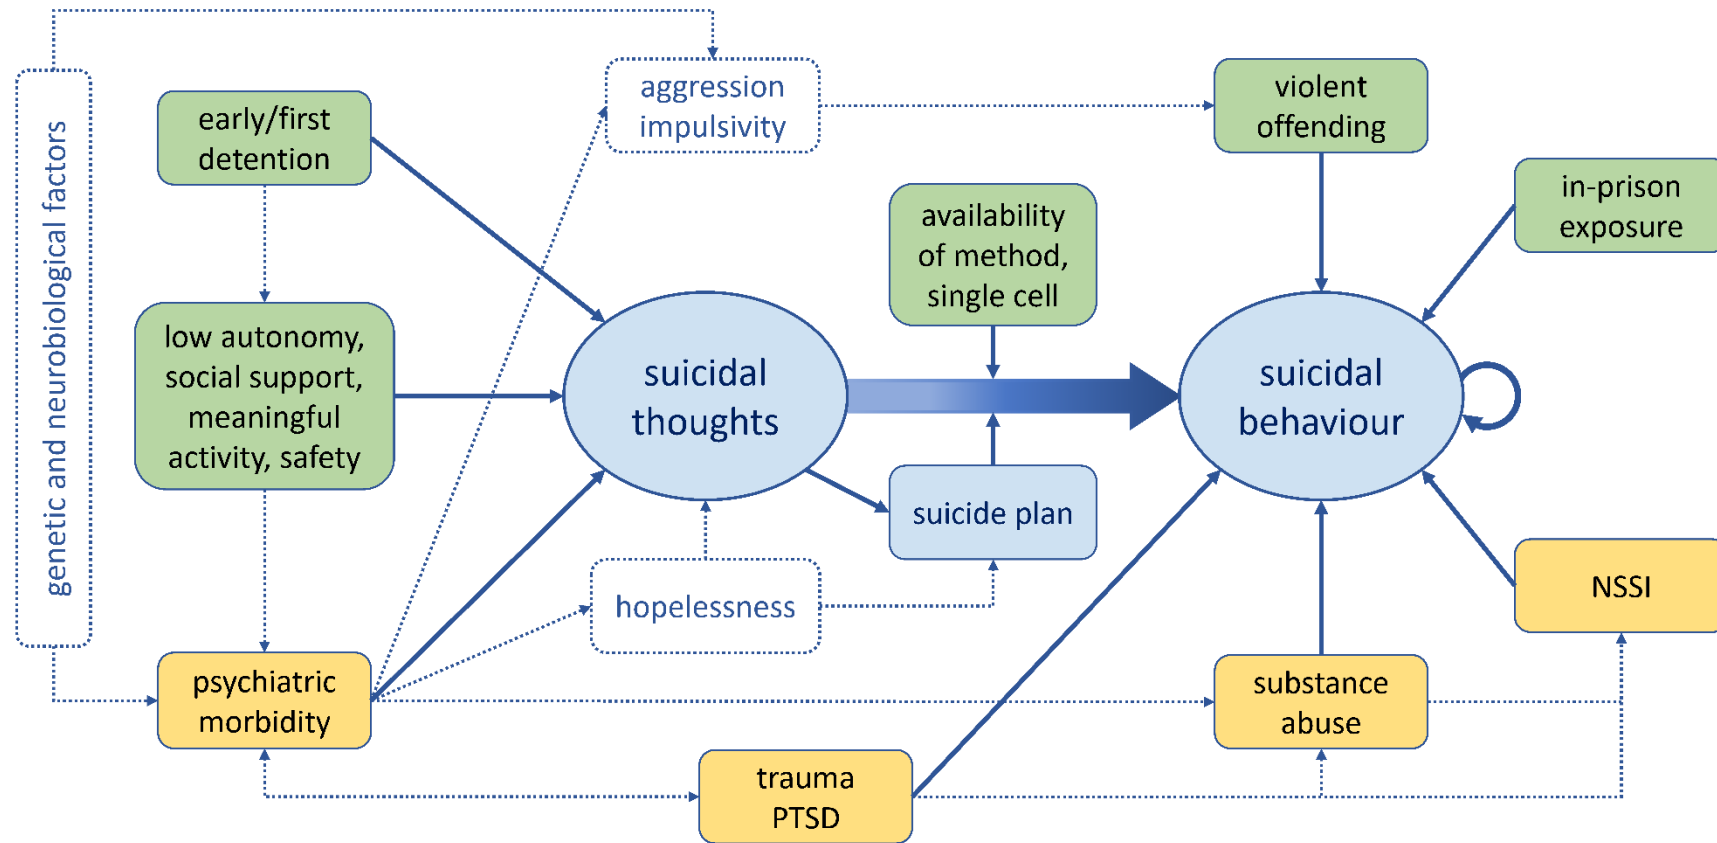 genetic and neurobiological factors
early/first
detention
aggression
impulsivity
violent
offending
in-prison
exposure
availability
of method,
single cell
low autonomy,
social support,
meaningful
activity, safety
suicidal
thoughts
suicidal
behaviour
suicide plan
hopelessness
NSSI
psychiatric
morbidity
substance
abuse
trauma
PTSD